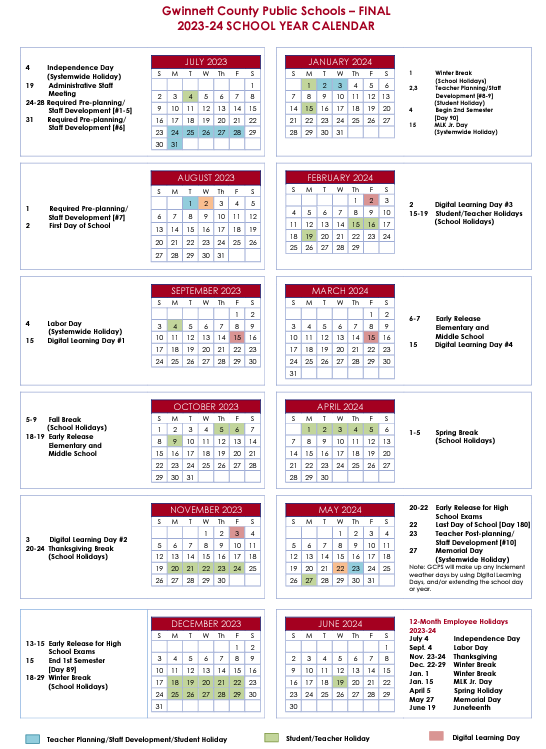 Gwinnett County Public Schools – FINAL
2023-24 SCHOOL YEAR CALENDAR
4 Independence Day
(Systemwide Holiday)
19 Administrative Staff
Meeting
24-28 Required Pre-planning/
Staff Development [#1-5]
31 Required Pre-planning/
Staff Development [#6]
JULY 2023
S M T W Th F S
1
2 3 4 5 6 7 8
9 10 11 12 13 14 15
16 17 18 19 20 21 22
23 24 25 26 27 28 29
30 31
JANUARY 2024
S M T W Th F S
1 2 3 4 5 6
7 8 9 10 11 12 13
14 15 16 17 18 19 20
21 22 23 24 25 26 27
28 29 30 31
1 Winter Break
(School Holidays)
2,3 Teacher Planning/Staff
Development [#8-9]
(Student Holiday)
4 Begin 2nd Semester
[Day 90]
15 MLK Jr. Day
(Systemwide Holiday)
1 Required Pre-planning/
Staff Development [#7]
2 First Day of School
AUGUST 2023
S M T W Th F S
1 2 3 4 5
6 7 8 9 10 11 12
13 14 15 16 17 18 19
20 21 22 23 24 25 26
27 28 29 30 31
FEBRUARY 2024
S M T W Th F S
1 2 3
4 5 6 7 8 9 10
11 12 13 14 15 16 17
18 19 20 21 22 23 24
25 26 27 28 29
2 Digital Learning Day #3
15-19 Student/Teacher Holidays
(School Holidays)
4 Labor Day
(Systemwide Holiday)
15 Digital Learning Day #1
SEPTEMBER 2023
S M T W Th F S
1 2
3 4 5 6 7 8 9
10 11 12 13 14 15 16
17 18 19 20 21 22 23
24 25 26 27 28 29 30
MARCH 2024
S M T W Th F S
1 2
3 4 5 6 7 8 9
10 11 12 13 14 15 16
17 18 19 20 21 22 23
24 25 26 27 28 29 30
31
6-7 Early Release
Elementary and
Middle School
15 Digital Learning Day #4
5-9 Fall Break
(School Holidays)
18-19 Early Release
Elementary and
Middle School
OCTOBER 2023
S M T W Th F S
1 2 3 4 5 6 7
8 9 10 11 12 13 14
15 16 17 18 19 20 21
22 23 24 25 26 27 28
29 30 31
APRIL 2024
S M T W Th F S
1 2 3 4 5 6
7 8 9 10 11 12 13
14 15 16 17 18 19 20
21 22 23 24 25 26 27
28 29 30
1-5 Spring Break
(School Holidays)
3 Digital Learning Day #2
20-24 Thanksgiving Break
(School Holidays)
NOVEMBER 2023
S M T W Th F S
1 2 3 4
5 6 7 8 9 10 11
12 13 14 15 16 17 18
19 20 21 22 23 24 25
26 27 28 29 30
MAY 2024
S M T W Th F S
1 2 3 4
5 6 7 8 9 10 11
12 13 14 15 16 17 18
19 20 21 22 23 24 25
26 27 28 29 30 31
20-22 Early Release for High
School Exams
22 Last Day of School [Day 180]
23 Teacher Post-planning/
Staff Development [#10]
27 Memorial Day
(Systemwide Holiday)
Note: GCPS will make up any inclement
weather days by using Digital Learning
Days, and/or extending the school day
or year.
13-15 Early Release for High
School Exams
15 End 1st Semester
[Day 89]
18-29 Winter Break
(School Holidays)
DECEMBER 2023
S M T W Th F S
1 2
3 4 5 6 7 8 9
10 11 12 13 14 15 16
17 18 19 20 21 22 23
24 25 26 27 28 29 30
31
JUNE 2024
S M T W Th F S
1
2 3 4 5 6 7 8
9 10 11 12 13 14 15
16 17 18 19 20 21 22
23 24 25 26 27 28 29
30
12-Month Employee Holidays
2023-24
July 4 Independence Day
Sept. 4 Labor Day
Nov. 23-24 Thanksgiving
Dec. 22-29 Winter Break
Jan. 1 Winter Break
Jan. 15 MLK Jr. Day
April 5 Spring Holiday
May 27 Memorial Day
June 19 Juneteenth
Teacher Planning/Staff Development/Student Holiday
Student/Teacher Holiday
Digital Learning Day